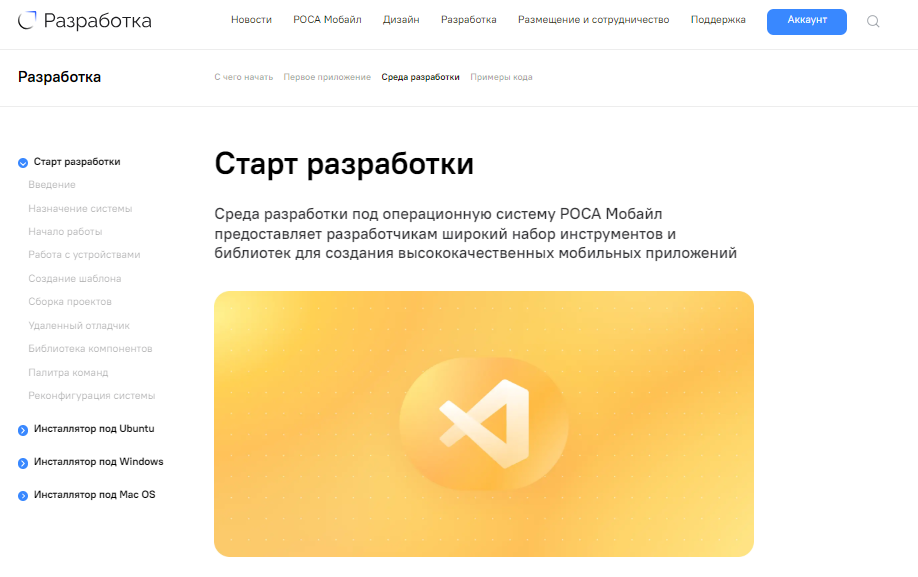 Разработка
Новости
РОСА Мобайл
Дизайн
Разработка
Размещение и сотрудничество
Поддержка
Аккаунт
Разработка
С чего начать
Первое приложение
Среда разработки
Примеры кода
Старт разработки
Введение
Назначение системы
Начало работы
Работа с устройствами
Создание шаблона
Сборка проектов
Удаленный отладчик
Библиотека компонентов
Палитра команд
Реконфигурация системы
Инсталлятор под Ubuntu
Инсталлятор под Windows
Инсталлятор под Mac OS
Старт разработки
Среда разработки под операционную систему РОСА Мобайл
предоставляет разработчикам широкий набор инструментов и
библиотек для создания высококачественных мобильных приложений